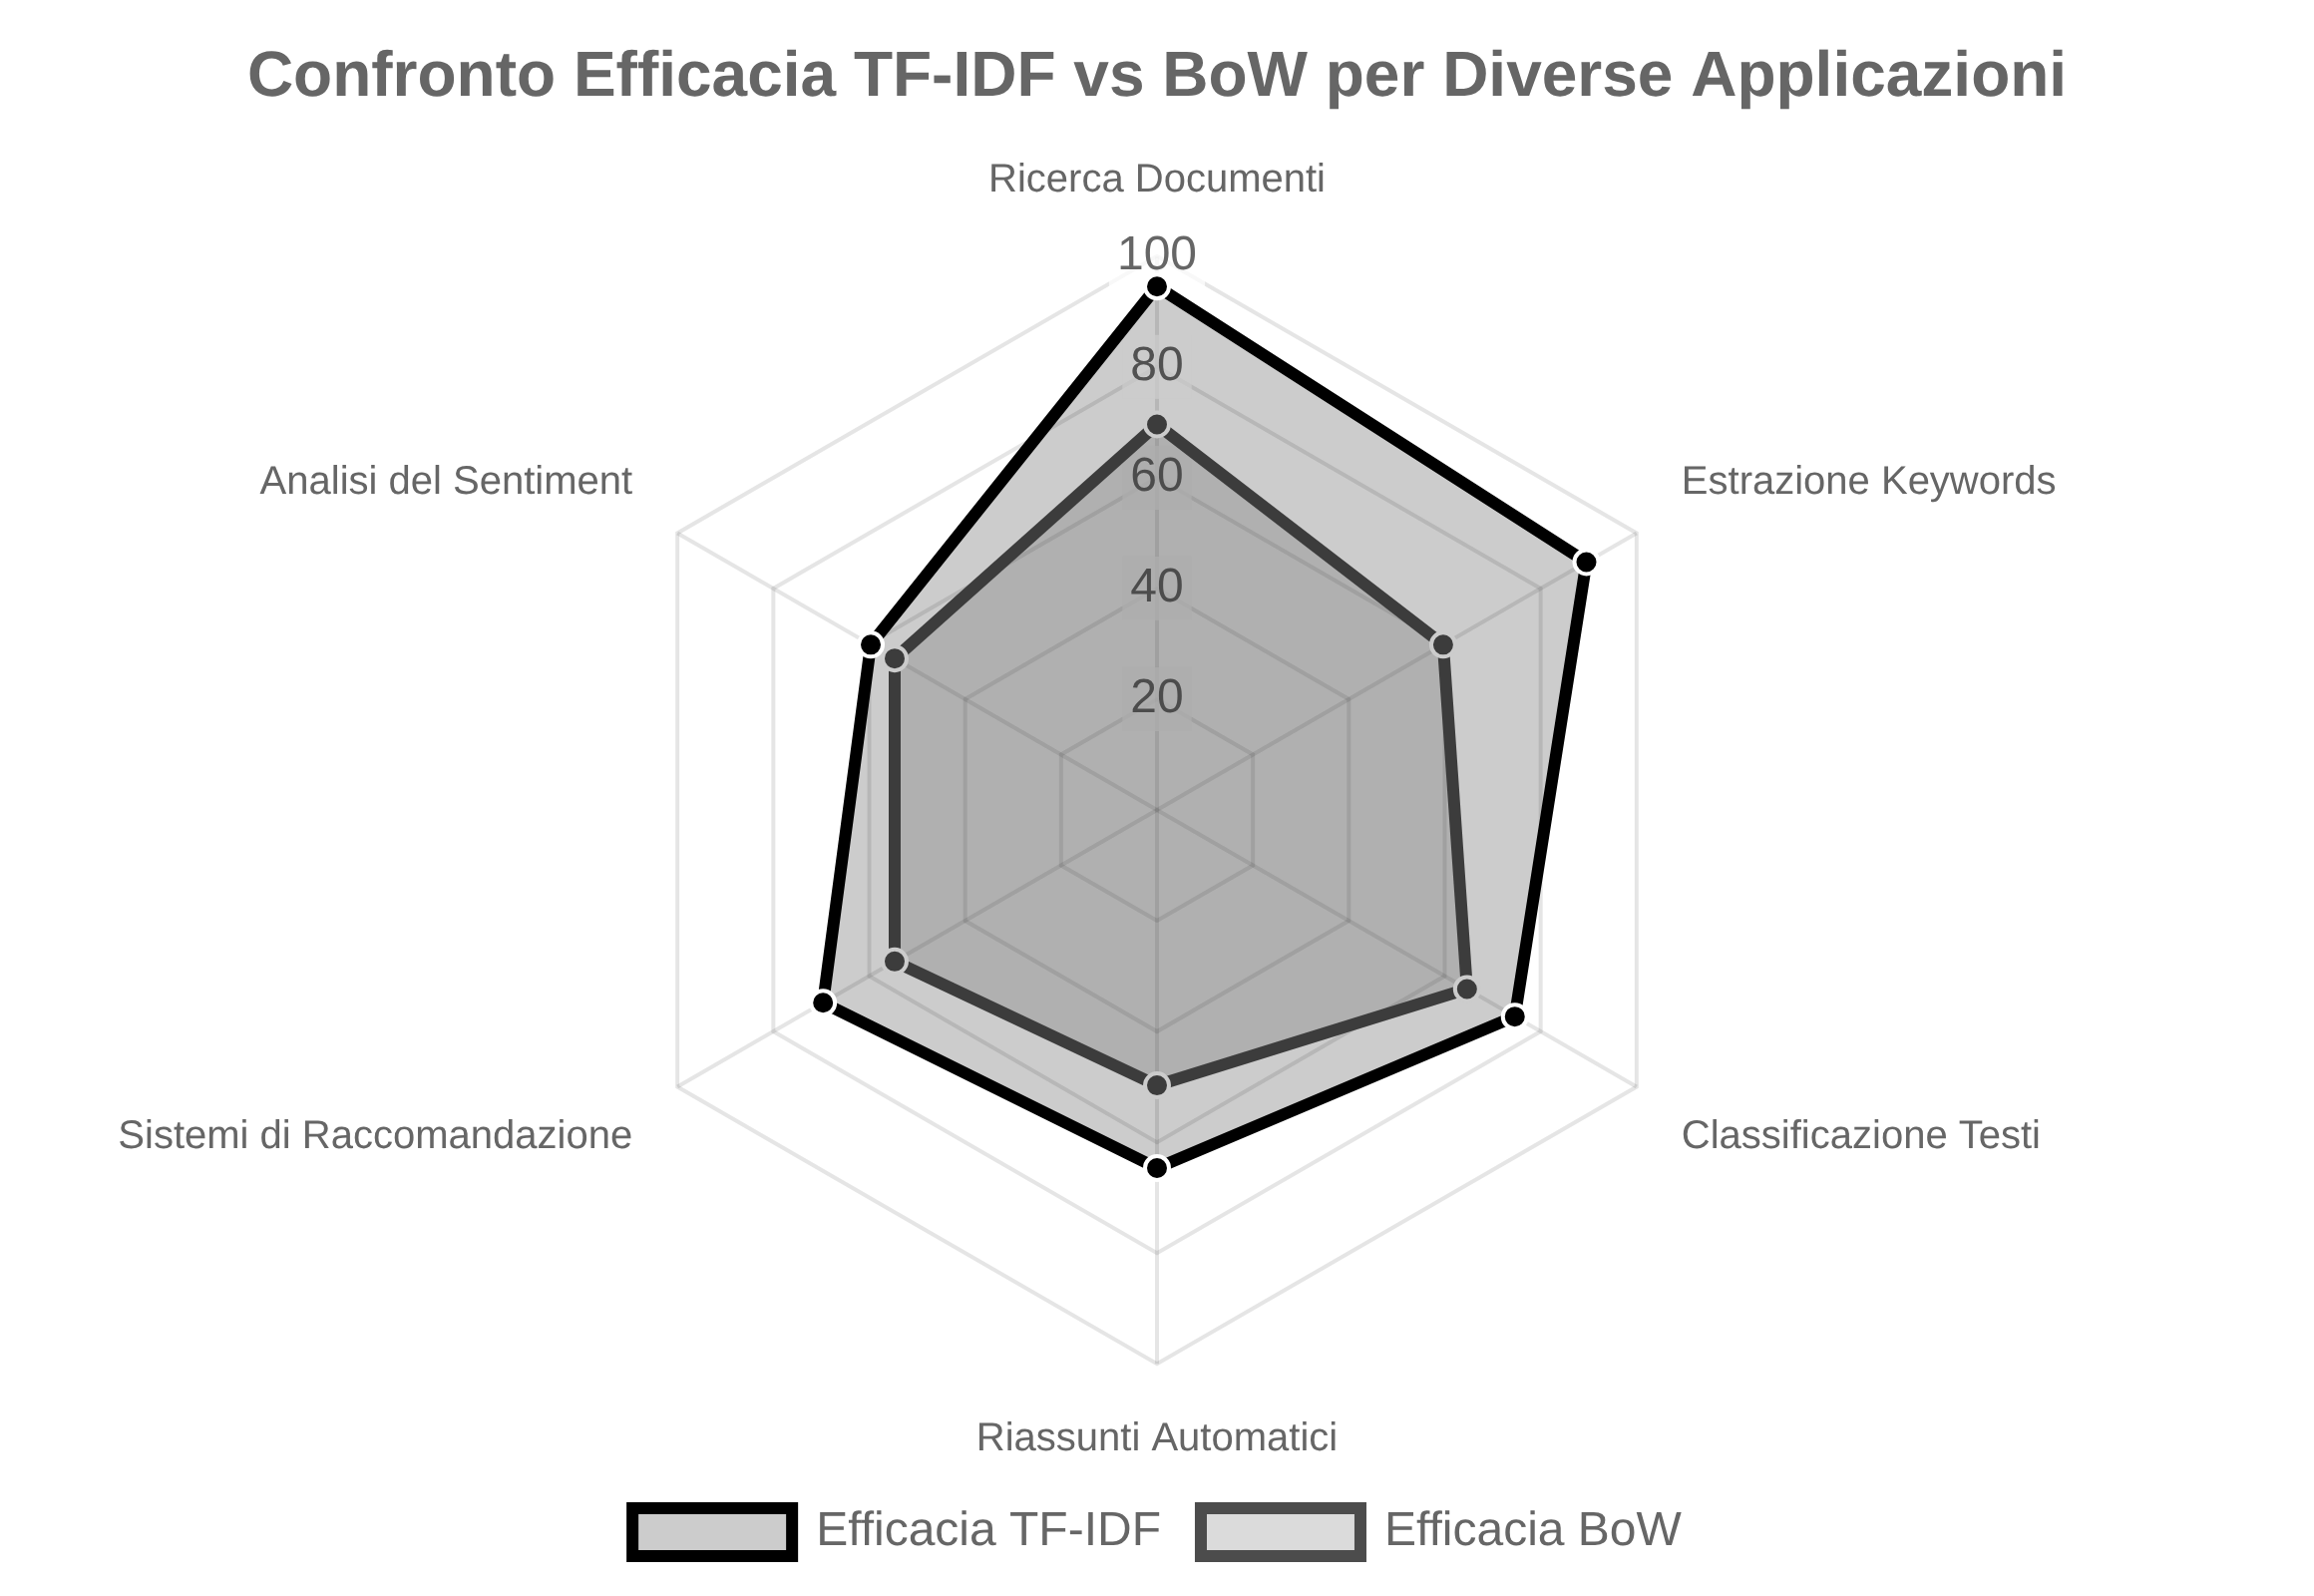 Confronto Efficacia TF-IDF vs BoW per Diverse Applicazioni
Ricerca Documenti
100
80
Analisi del Sentiment
Estrazione Keywords
60
40
20
Sistemi di Raccomandazione
Classificazione Testi
Riassunti Automatici
Efficacia TF-IDF
Efficacia BoW